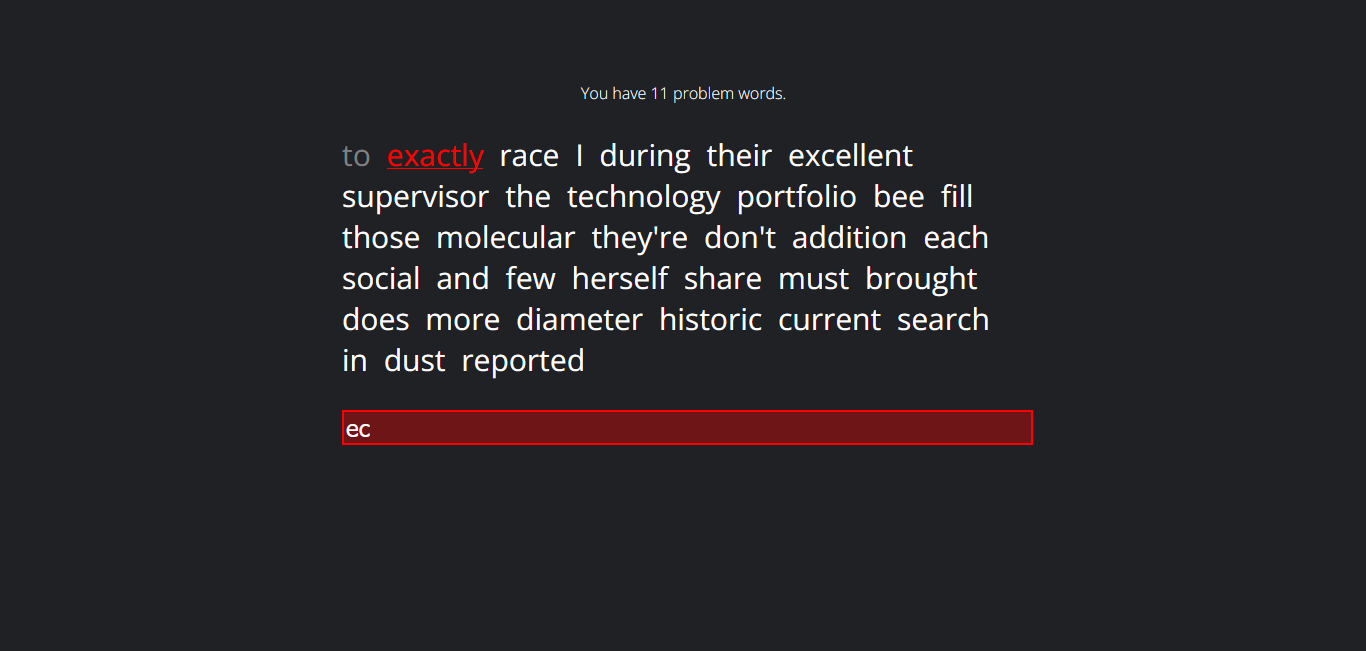 You have 11 problem words.
to exactly race I during their excellent
supervisor the technology portfolio bee fill
those molecular they're don't addition each
social and few herself share must brought
does more diameter historic current search
in dust reported
ec